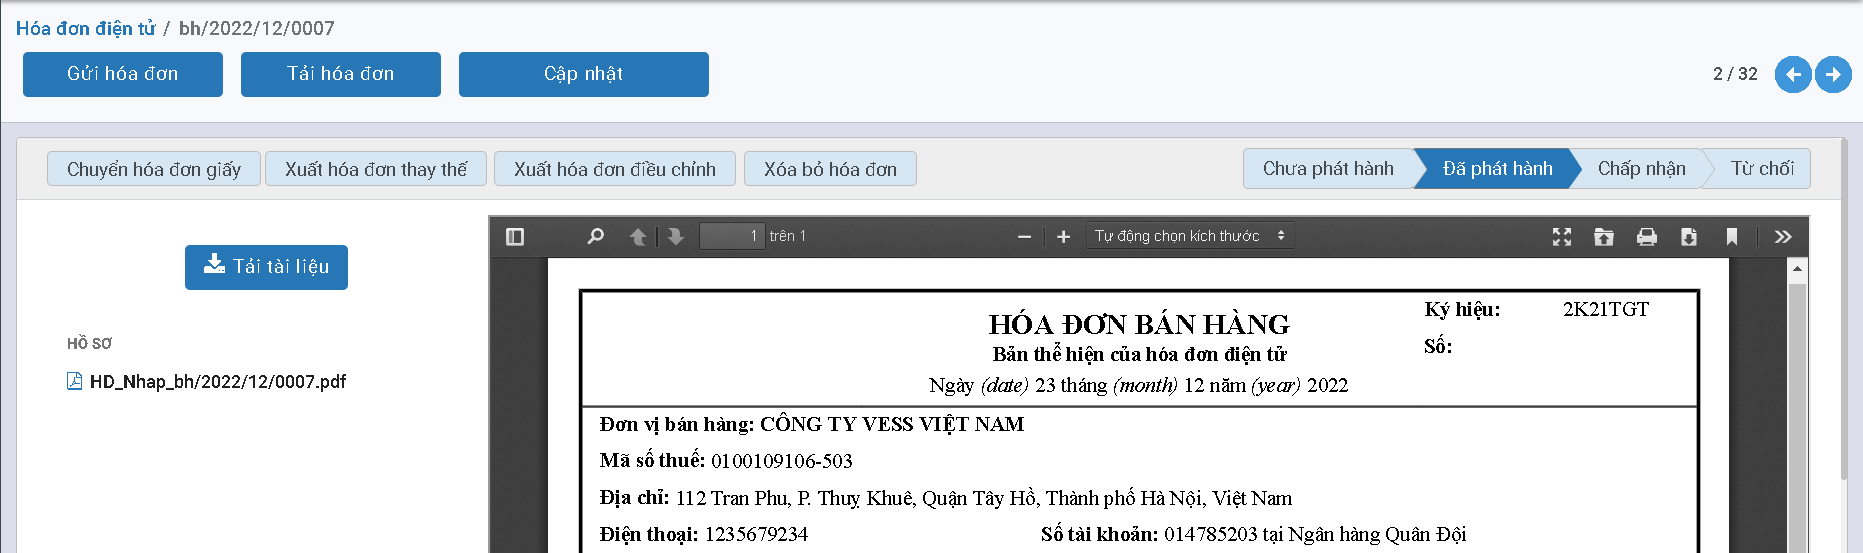 Hóa đơn điện tử / bh/2022/12/0007
Gửi hóa đơn Tải hóa đơn Cập nhật
2 / 32
Chuyển hóa đơn giấy Xuất hóa đơn thay thế Xuất hóa đơn điều chỉnh Xóa bỏ hóa đơn
Chưa phát hành Đã phát hành Chấp nhận Từ chối
Tải tài liệu
HỒ SƠ
HD_Nhap_bh/2022/12/0007.pdf
1 trên 1 Tự động chọn kích thước
Ký hiệu: 2K21TGT
HÓA ĐƠN BÁN HÀNG
Số:
Bản thể hiện của hóa đơn điện tử
Ngày (date) 23 tháng (month) 12 năm (year) 2022
Đơn vị bán hàng: CÔNG TY VESS VIỆT NAM
Mã số thuế: 0100109106-503
Địa chỉ: 112 Tran Phu, P. Thuỵ Khuê, Quận Tây Hồ, Thành phố Hà Nội, Việt Nam
Điện thoại: 1235679234 Số tài khoản: 014785203 tại Ngân hàng Quân Đội